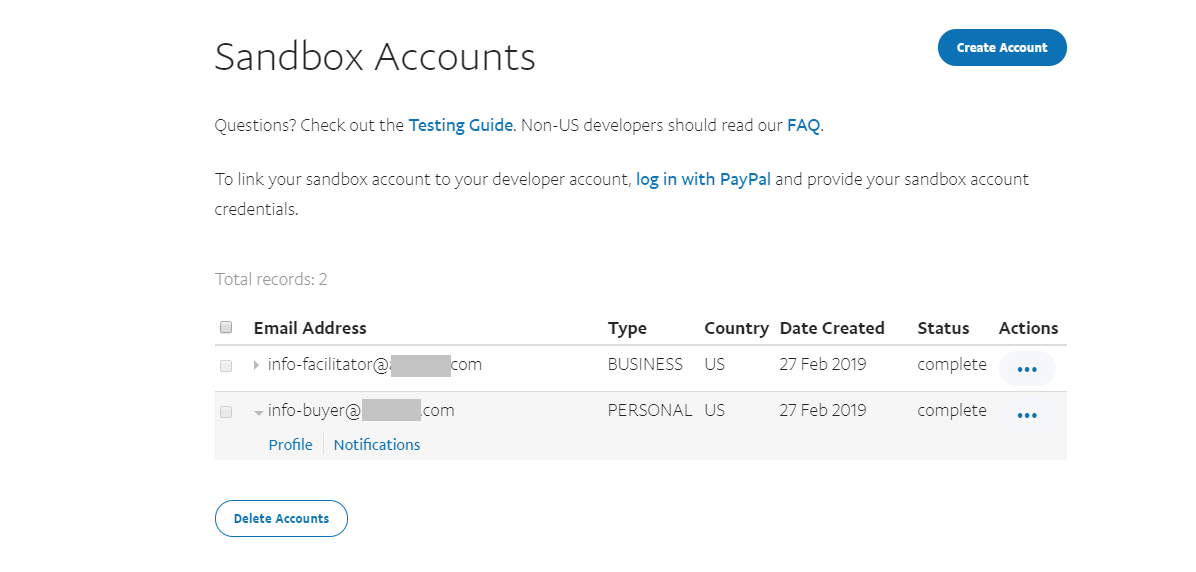 Sandbox Accounts
Create Account
Questions? Check out the Testing Guide. Non-US developers should read our FAQ.
To link your sandbox account to your developer account, log in with PayPal and provide your sandbox account
credentials.
Total records: 2
Email Address Type Country Date Created Status Actions
info-facilitator@ com BUSINESS US 27 Feb 2019 complete •••
info-buyer@ .com PERSONAL US 27 Feb 2019 complete •••
Profile Notifications
Delete Accounts